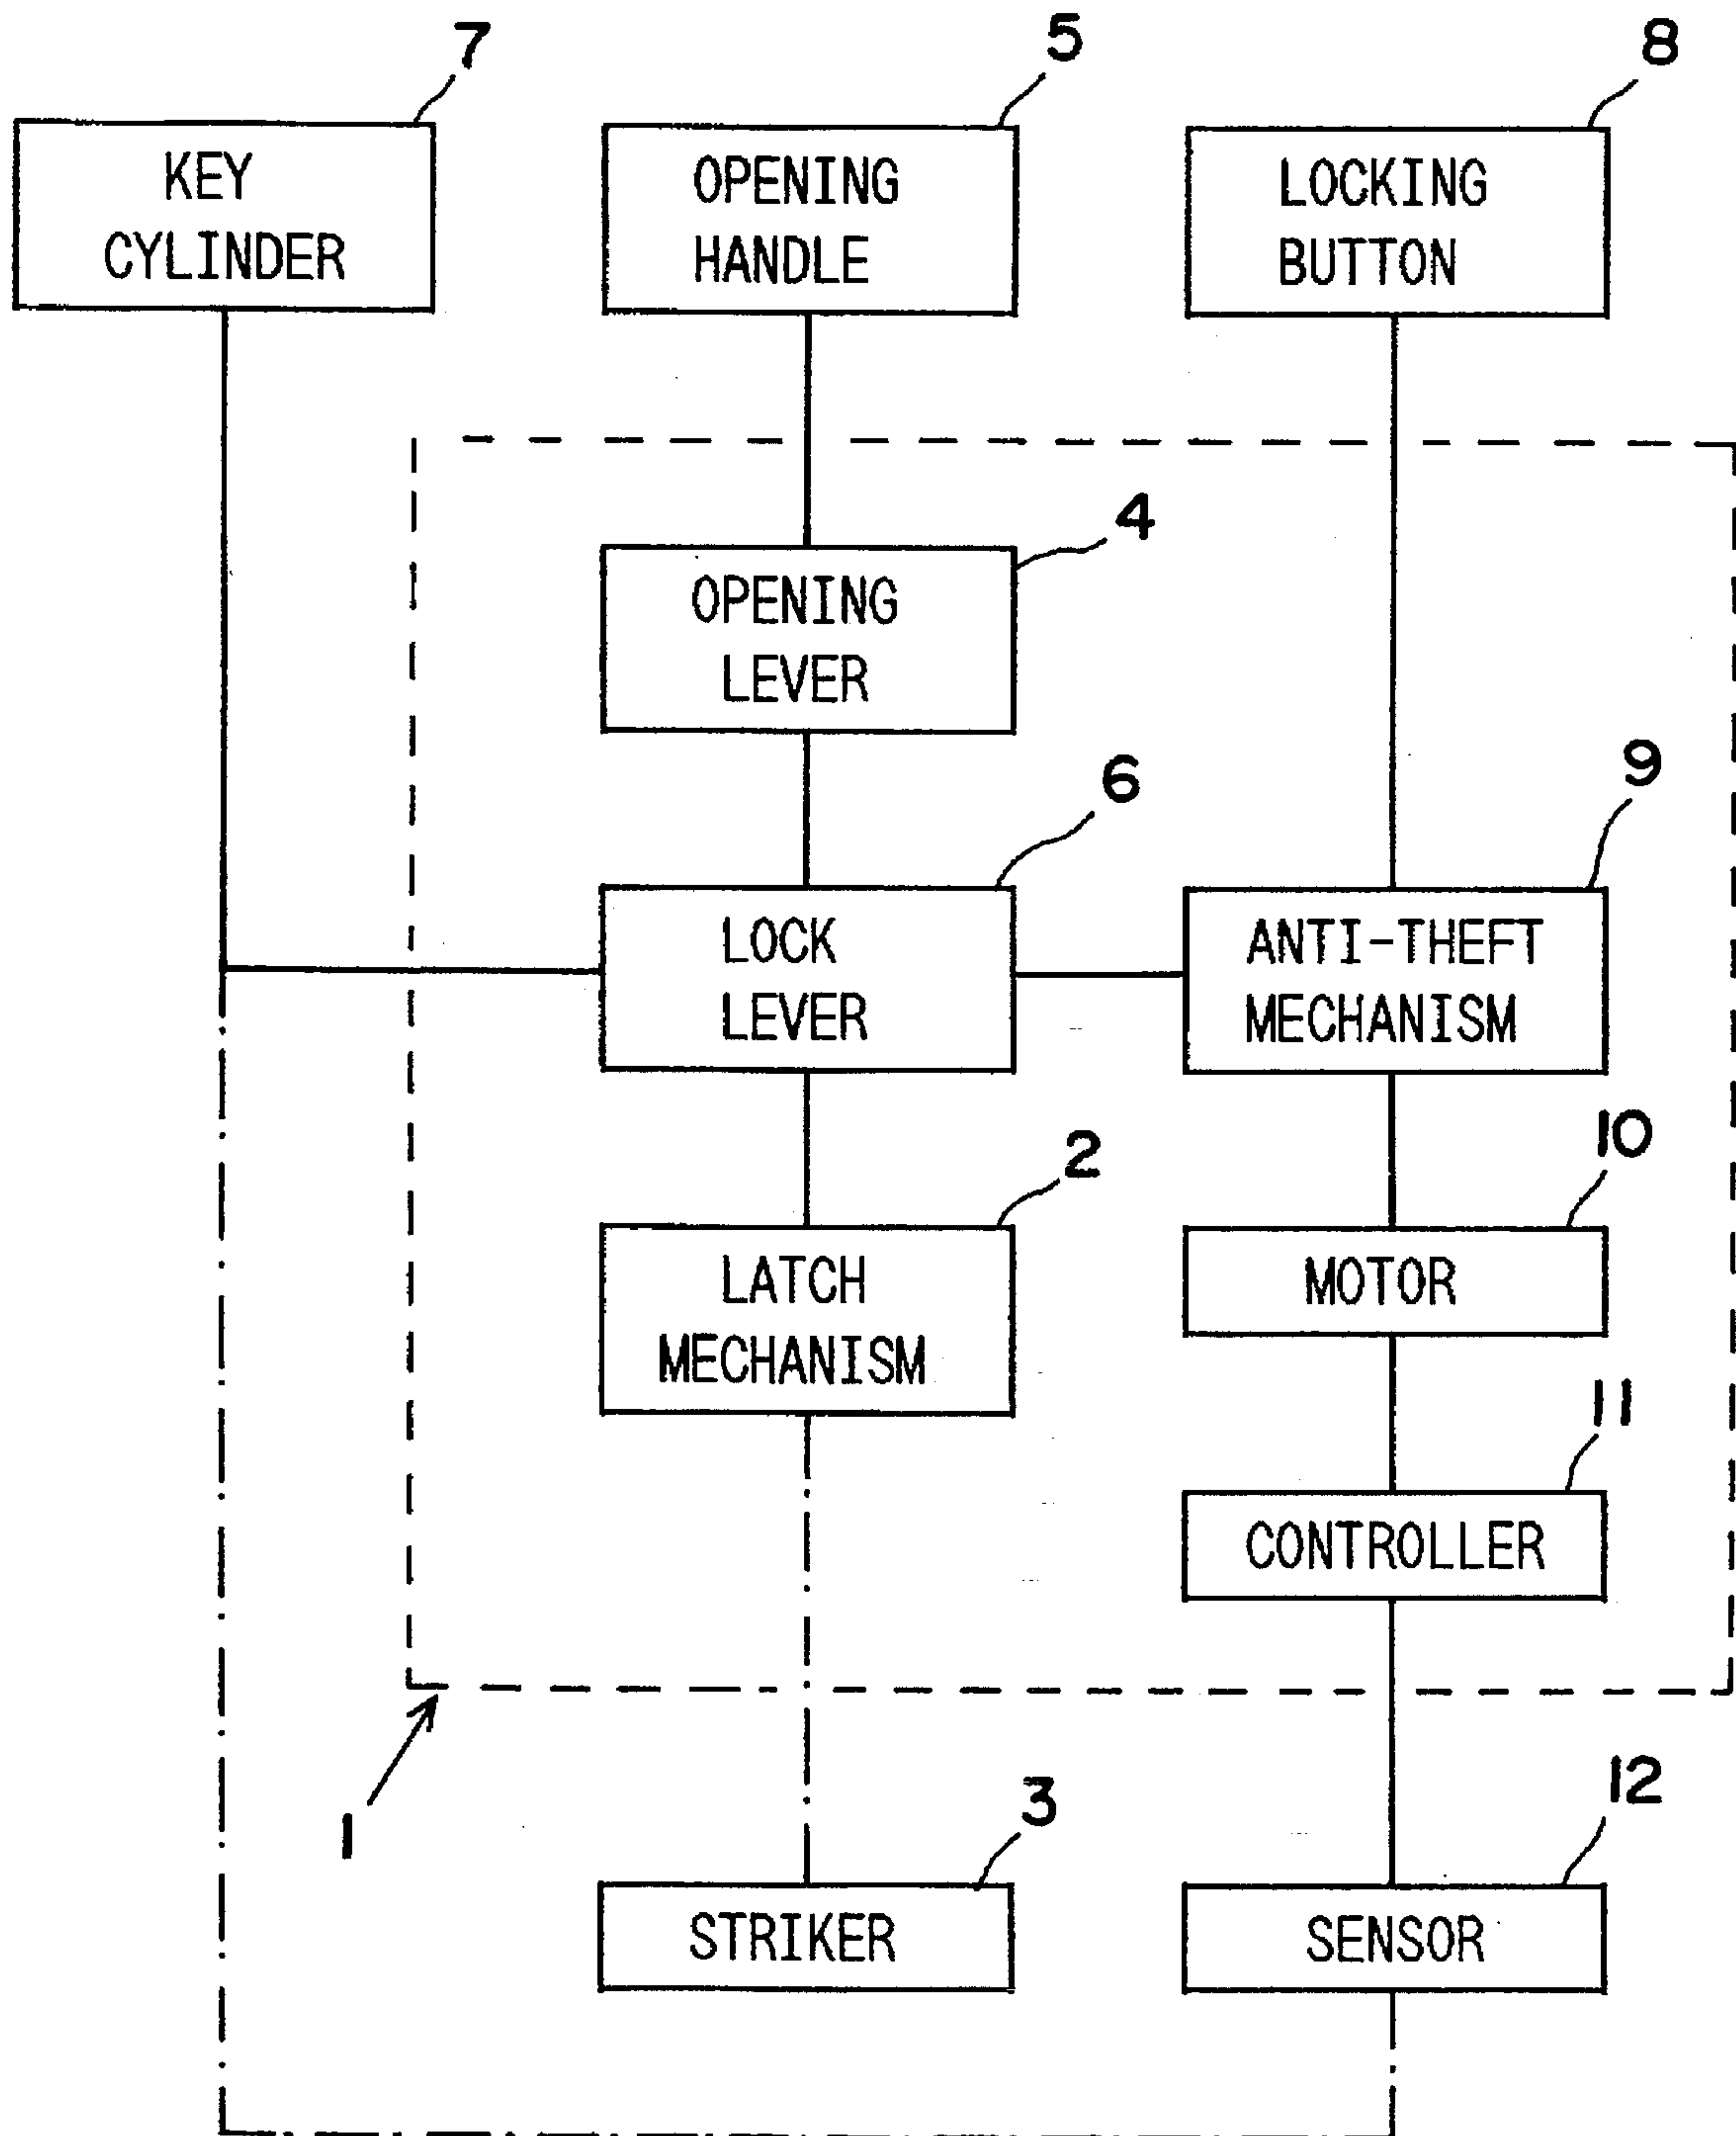 7
5
8
KEY
CYLINDER
OPENING
HANDLE
LOCKING
BUTTON
4
OPENING
LEVER
6
9
LOCK
LEVER
ANTI-THEFT
MECHANISM
2
10
LATCH
MECHANISM
MOTOR
11
CONTROLLER
1
3
12
STRIKER
SENSOR